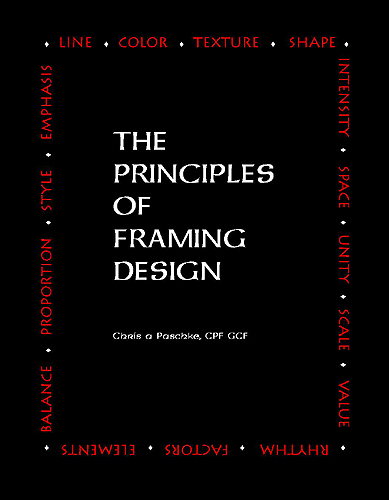 LINE ♦ COLOR ♦ TEXTURE ♦ SHAPE
INTENSITY ♦ SPACE ♦ UNITY ♦ SCALE ♦ VALUE
RHYTHM ♦ FACTORS ♦ ELEMENTS
BALANCE ♦ PROPORTION ♦ STYLE ♦ EMPHASIS
THE
PRINCIPLES
OF
FRAMING
DESIGN
Chris a Paschke, CPF GCF